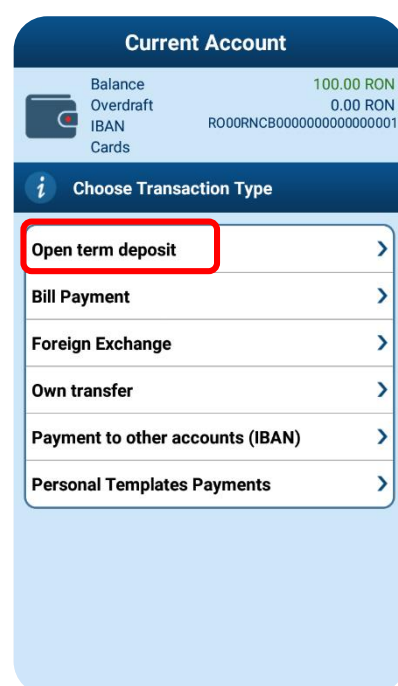 Current Account
Balance 100.00 RON
Overdraft 0.00 RON
IBAN RO00RNCB0000000000000001
Cards
i Choose Transaction Type
Open term deposit
Bill Payment
Foreign Exchange
Own transfer
Payment to other accounts (IBAN)
Personal Templates Payments